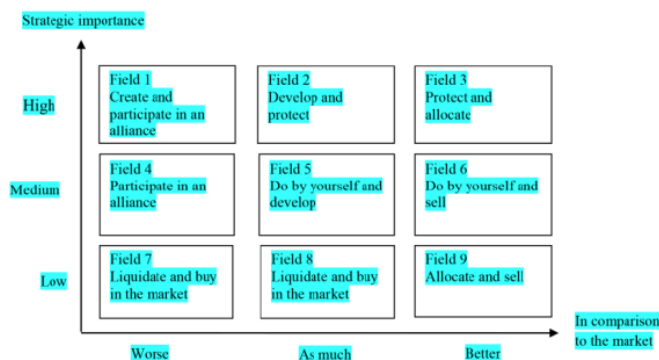 Strategic importance
High
Field 1
Create and
participate in an
alliance
Field 2
Develop and
protect
Field 3
Protect and
allocate
Medium
Field 4
Participate in an
alliance
Field 5
Do by yourself and
develop
Field 6
Do by yourself and
sell
Low
Field 7
Liquidate and buy
in the market
Field 8
Liquidate and buy
in the market
Field 9
Allocate and sell
In comparison
to the market
Worse
As much
Better